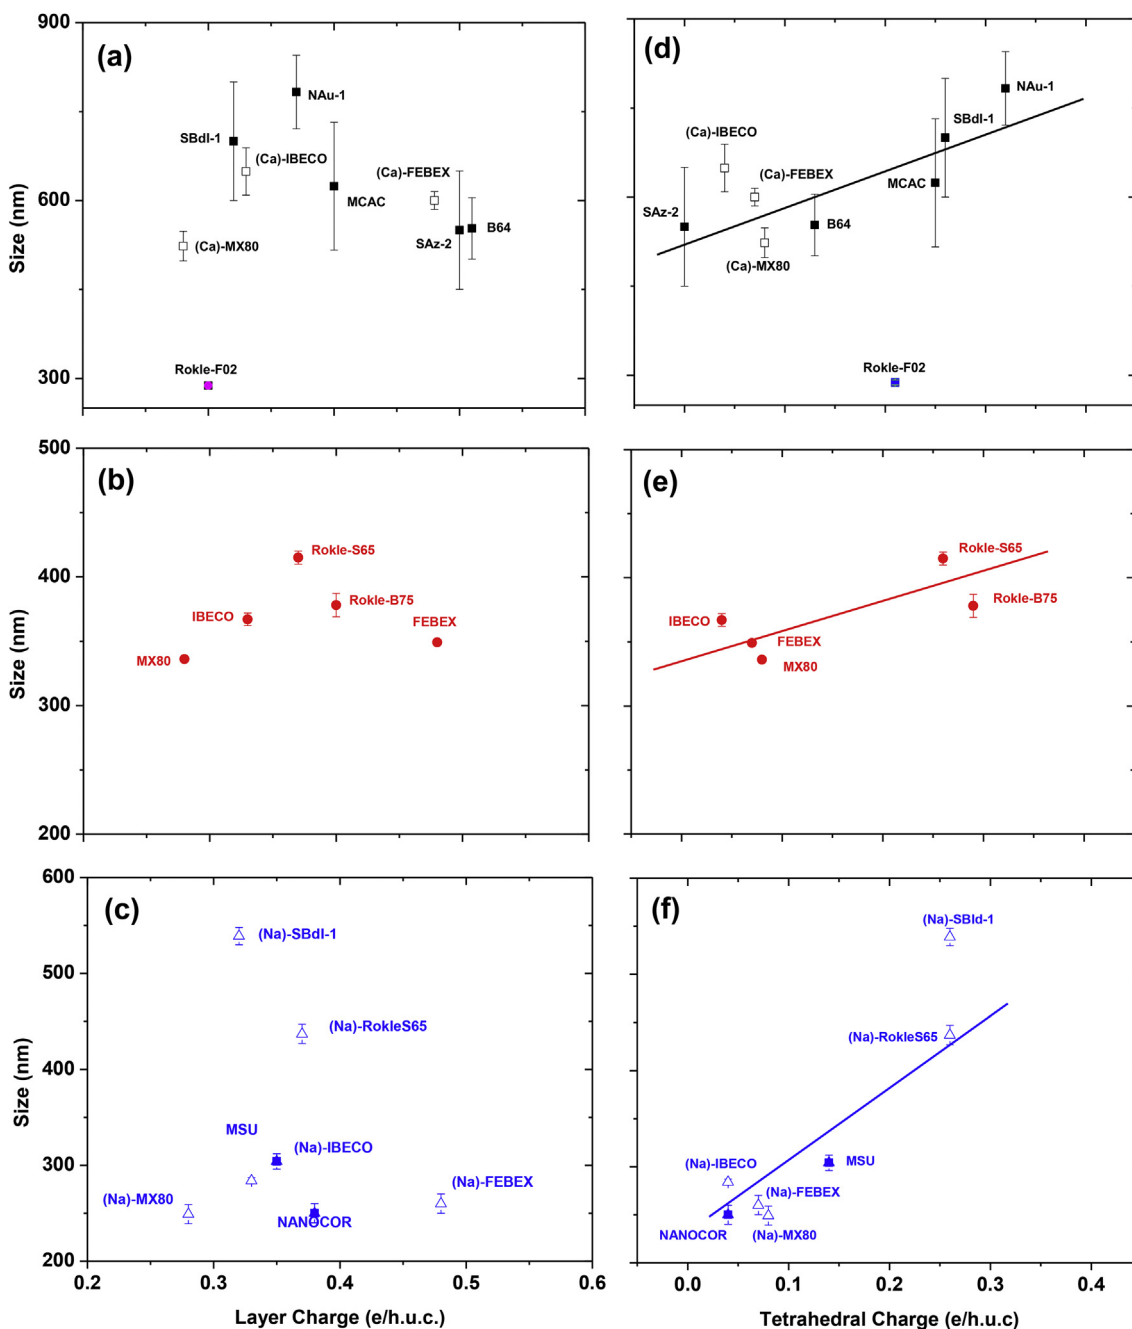 900
600
300
Size (nm)
(a)
NAu-1
SBdI-1
(Ca)-IBECO
(Ca)-FEBEX
MCAC
(Ca)-MX80
SAz-2
B64
Rokle-F02
(d)
NAu-1
SBdI-1
(Ca)-IBECO
(Ca)-FEBEX
MCAC
SAz-2
B64
(Ca)-MX80
Rokle-F02
500
400
300
200
Size (nm)
(b)
Rokle-S65
Rokle-B75
IBECO
FEBEX
MX80
(e)
Rokle-S65
Rokle-B75
IBECO
FEBEX
MX80
600
500
400
300
200
Size (nm)
(c)
(Na)-SBdI-1
(Na)-RokleS65
MSU
(Na)-IBECO
(Na)-MX80
(Na)-FEBEX
NANOCOR
0.2 0.3 0.4 0.5 0.6
Layer Charge (e/h.u.c.)
(f)
(Na)-SBId-1
(Na)-RokleS65
(Na)-IBECO
MSU
(Na)-FEBEX
NANOCOR
(Na)-MX80
0.0 0.1 0.2 0.3 0.4
Tetrahedral Charge (e/h.u.c)